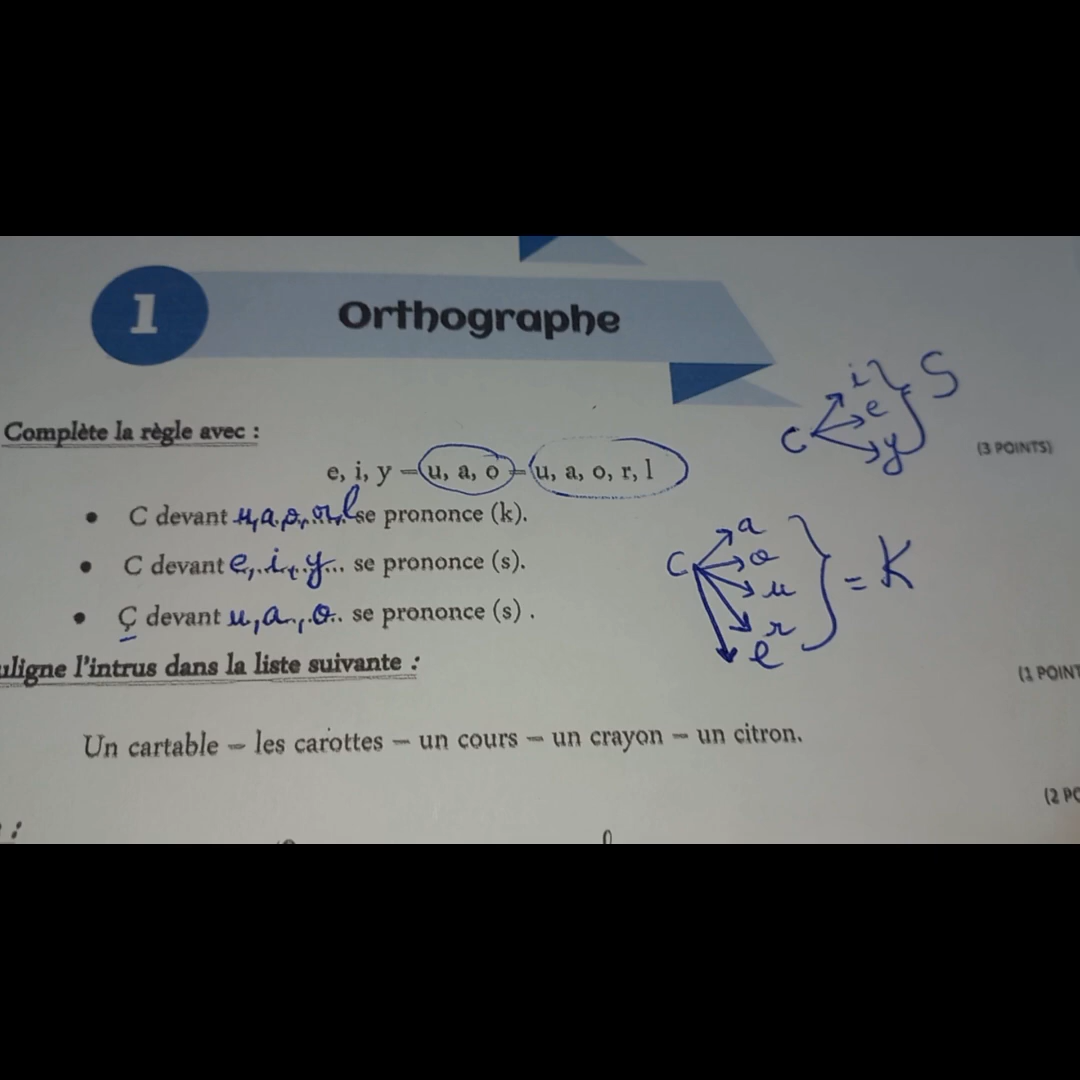 1
Orthographe
Complète la règle avec :
(3 POINTS)
e, i, y – u, a, o – u, a, o, r, l
C devant u, a, o, r, l se prononce (k).
C devant e, i, y... se prononce (s).
Ç devant u, a, o.. se prononce (s) .
uligne l'intrus dans la liste suivante :
(1 POINT
Un cartable – les carottes – un cours – un crayon – un citron.
(2 PO
:
C i e y S
C a o u r l = K